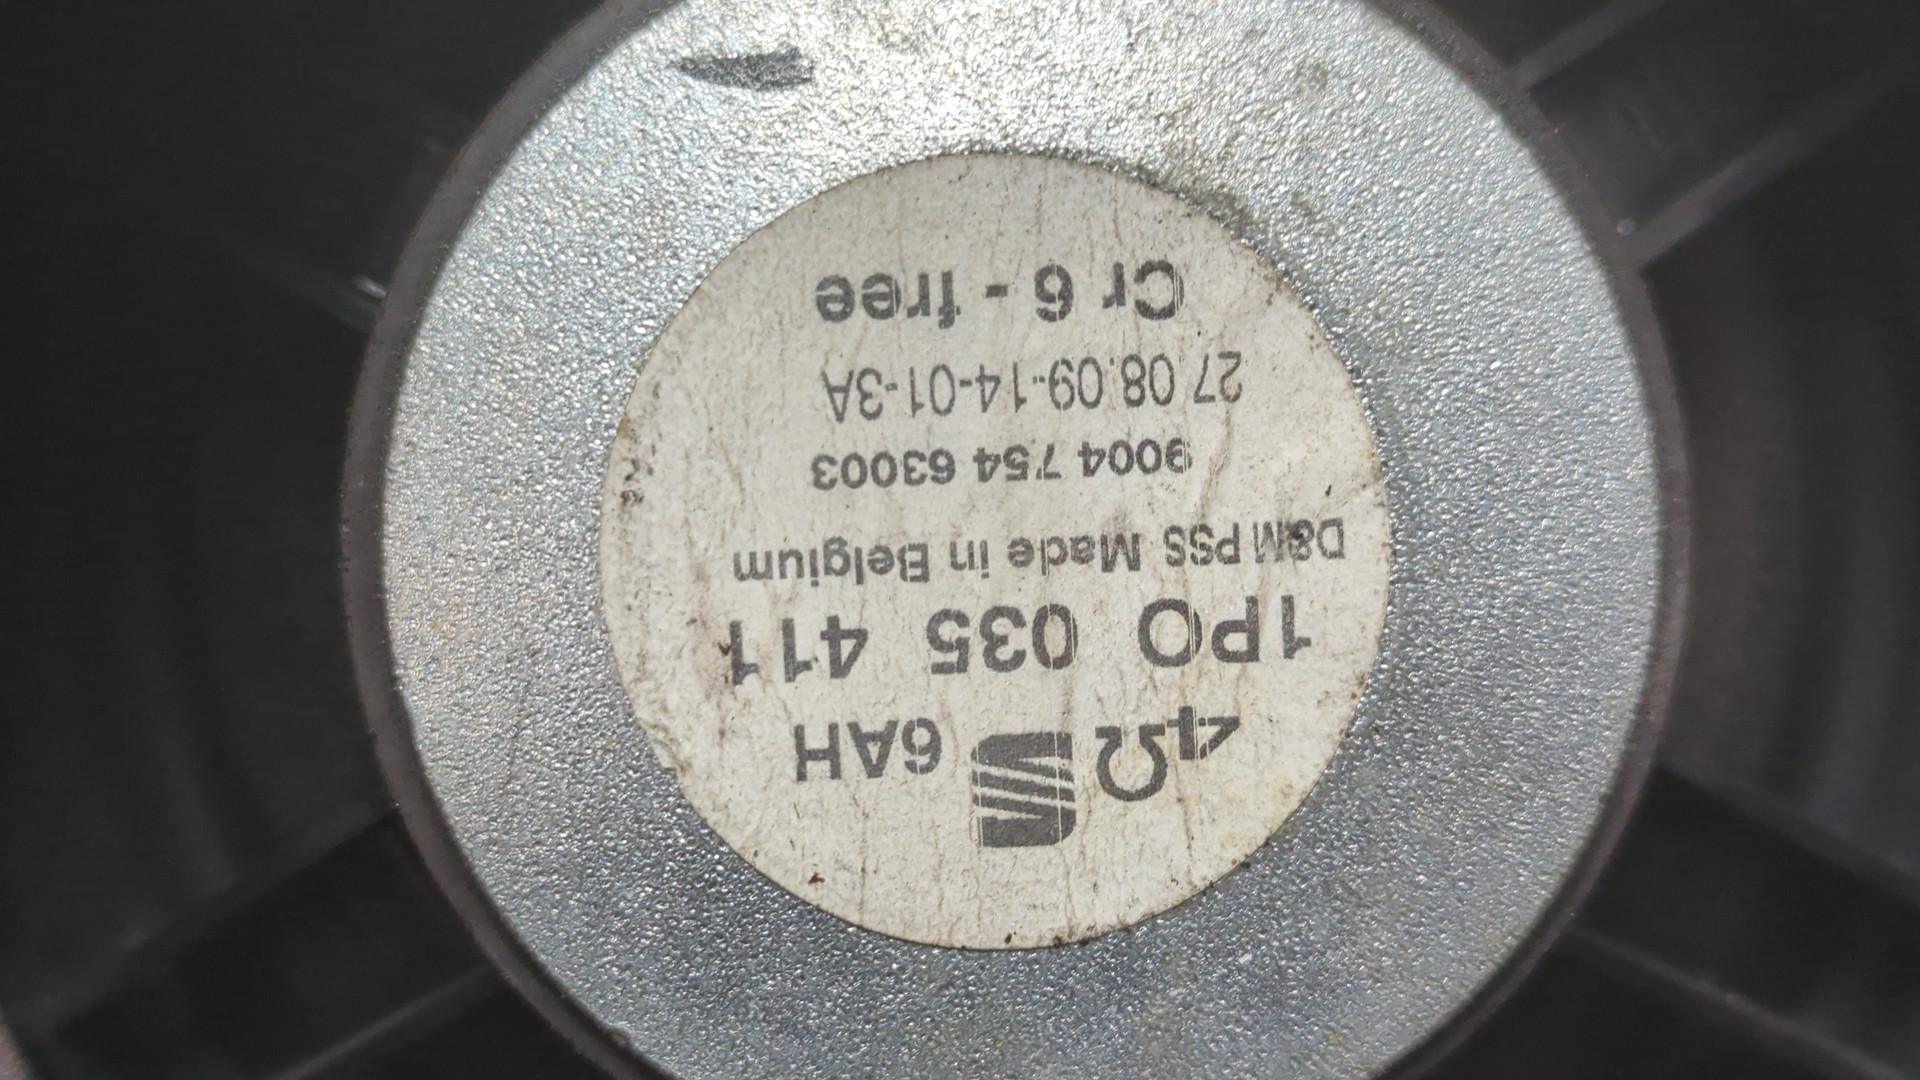 4Ω 6AH
1PO 035 411
D&M PSS Made in Belgium
9004 754 63003
27.08.09-14-01-3A
Cr 6 - free